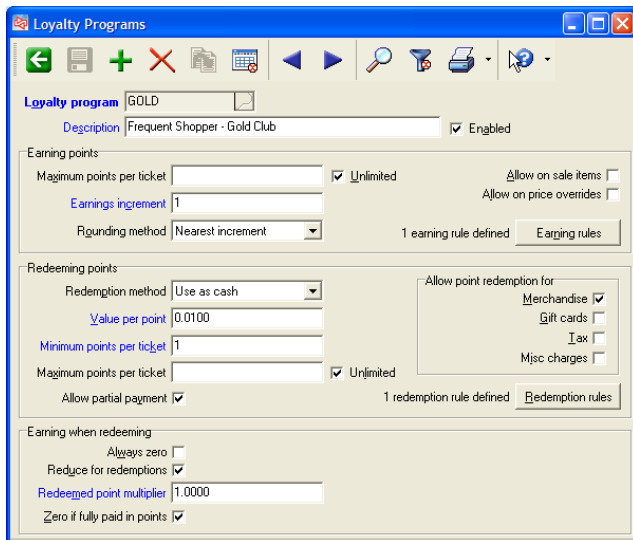 Loyalty Programs
Loyalty program GOLD
Description Frequent Shopper - Gold Club Enabled
Earning points
Maximum points per ticket Unlimited Allow on sale items
Earnings increment 1 Allow on price overrides
Rounding method Nearest increment 1 earning rule defined Earning rules
Redeeming points
Redemption method Use as cash Allow point redemption for
Value per point 0.0100 Merchandise
Minimum points per ticket 1 Gift cards
Tax
Maximum points per ticket Unlimited Misc charges
Allow partial payment 1 redemption rule defined Redemption rules
Earning when redeeming
Always zero
Reduce for redemptions
Redeemed point multiplier 1.0000
Zero if fully paid in points